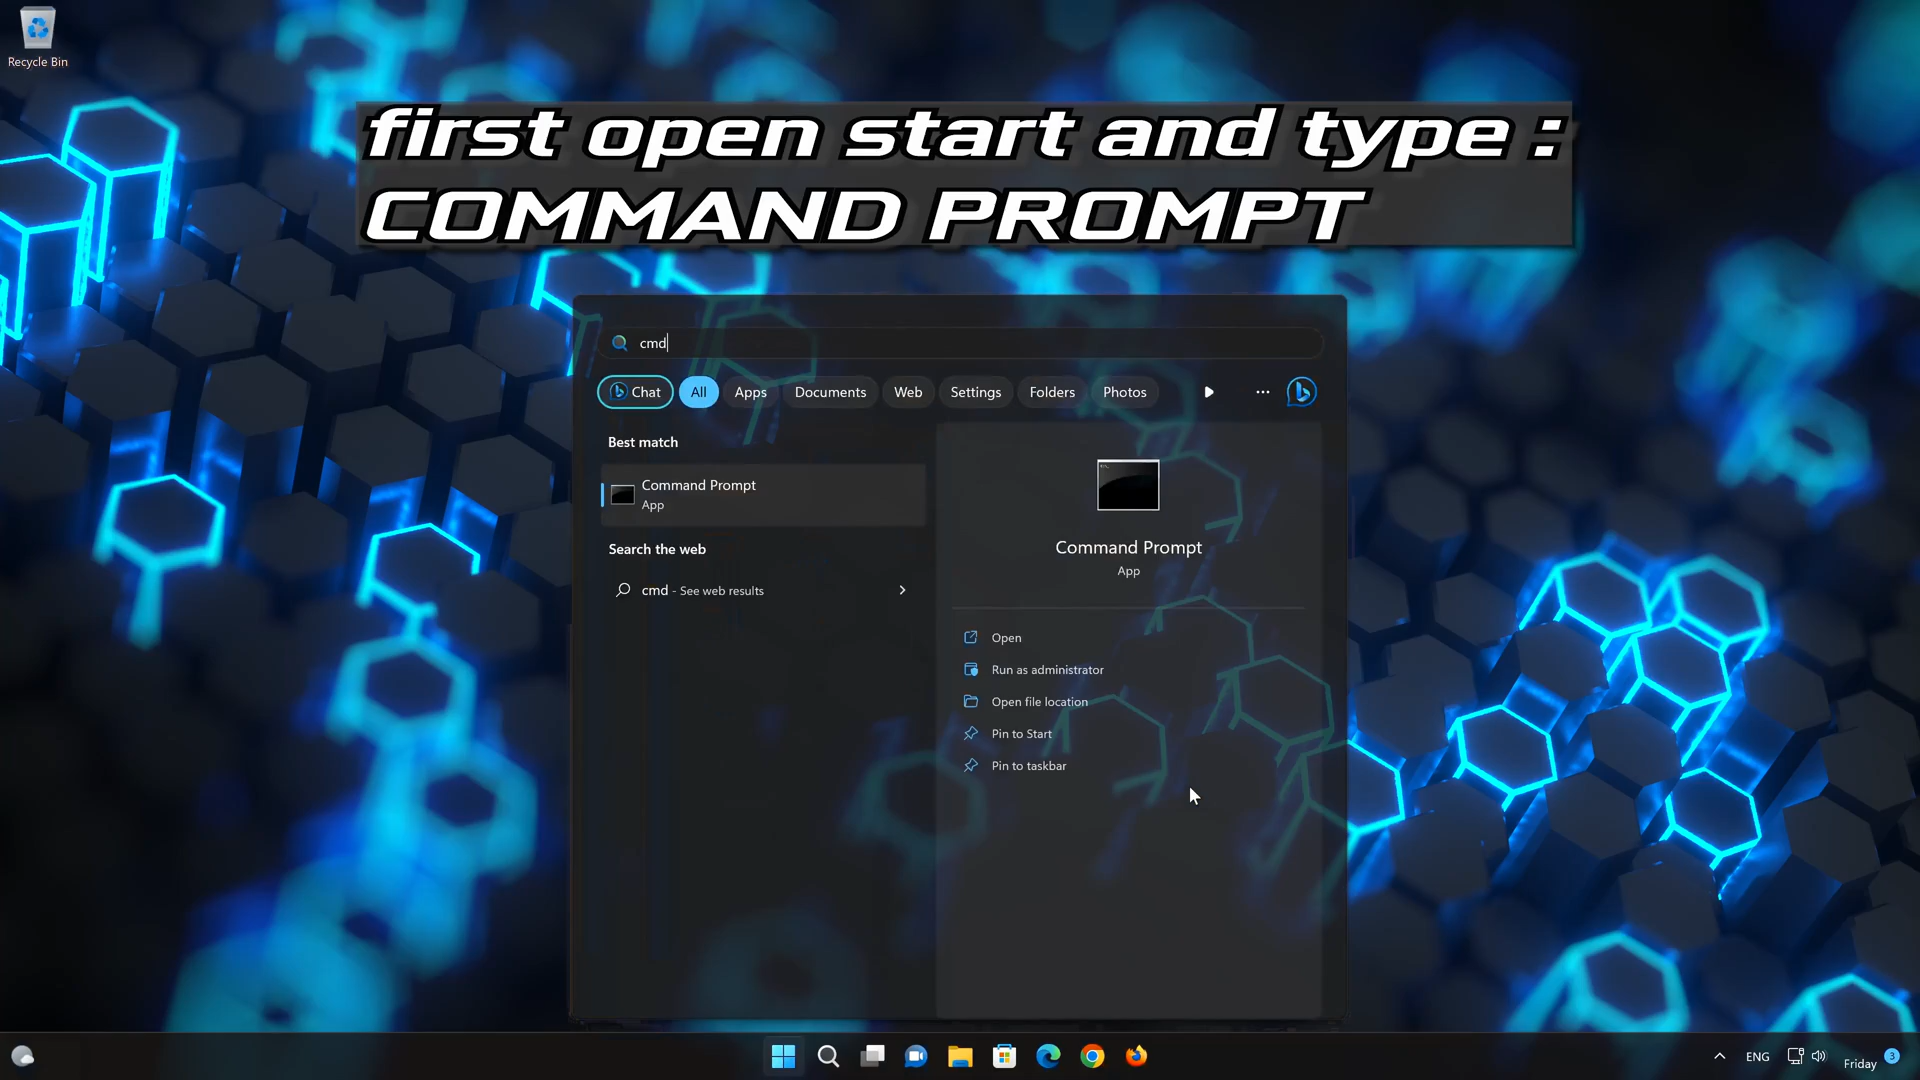 Recycle Bin
first open start and type :
COMMAND PROMPT
cmd
Chat All Apps Documents Web Settings Folders Photos
Best match
Command Prompt
App
Search the web
cmd - See web results
Command Prompt
App
Open
Run as administrator
Open file location
Pin to Start
Pin to taskbar
ENG
Friday 3